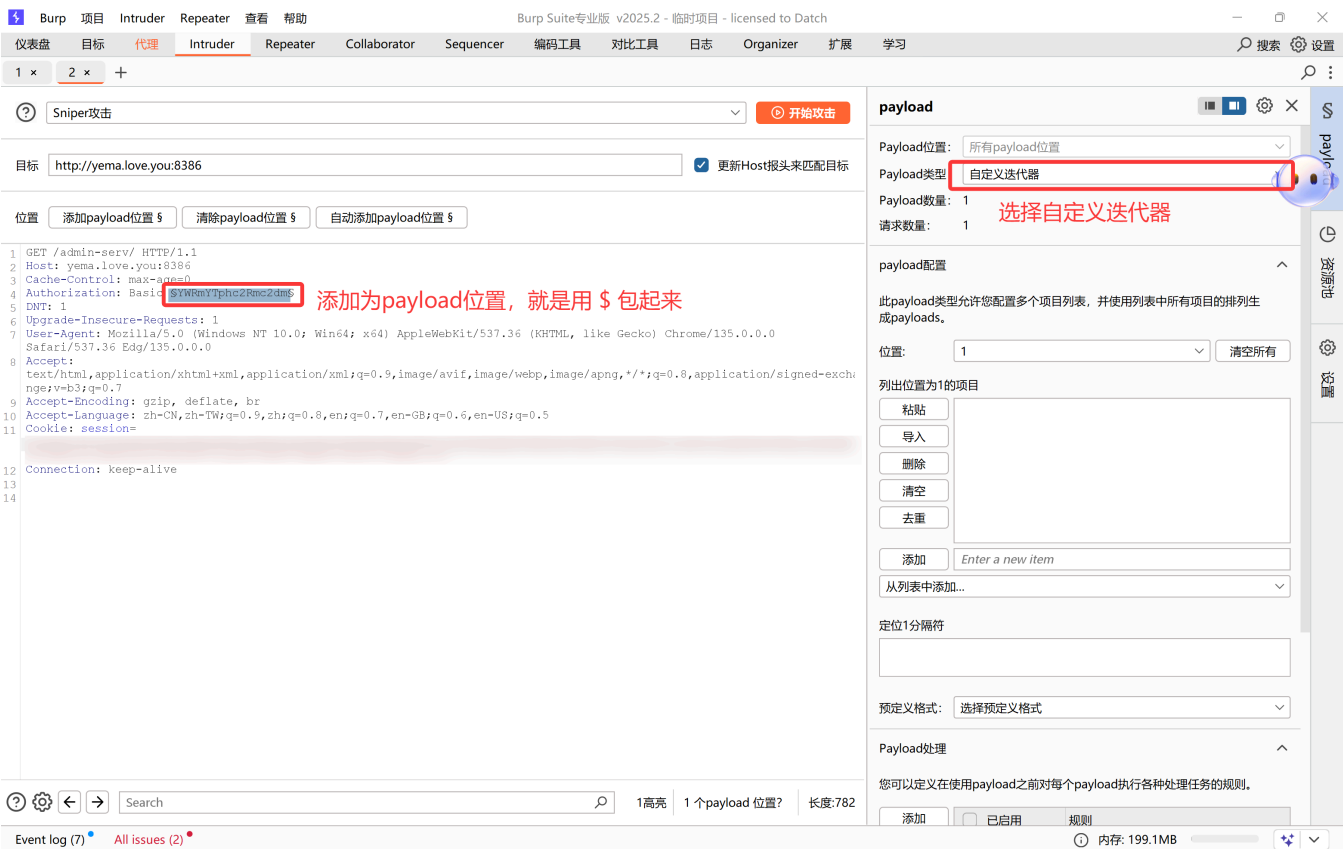 Burp 项目 Intruder Repeater 查看 帮助 Burp Suite专业版 v2025.2 - 临时项目 - licensed to Datch
仪表盘 目标 代理 Intruder Repeater Collaborator Sequencer 编码工具 对比工具 日志 Organizer 扩展 学习 搜索 设置
1 × 2 × +
Sniper攻击 开始攻击
目标 http://yema.love.you:8386 更新Host报头来匹配目标
位置 添加payload位置 § 清除payload位置 § 自动添加payload位置 §
1 GET /admin-serv/ HTTP/1.1
2 Host: yema.love.you:8386
3 Cache-Control: max-age=0
4 Authorization: Basic §YWRmYTphc2Rmc2dm§
添加为payload位置，就是用 $ 包起来
5 DNT: 1
6 Upgrade-Insecure-Requests: 1
7 User-Agent: Mozilla/5.0 (Windows NT 10.0; Win64; x64) AppleWebKit/537.36 (KHTML, like Gecko) Chrome/135.0.0.0
Safari/537.36 Edg/135.0.0.0
8 Accept:
text/html,application/xhtml+xml,application/xml;q=0.9,image/avif,image/webp,image/apng,*/*;q=0.8,application/signed-excha
nge;v=b3;q=0.7
9 Accept-Encoding: gzip, deflate, br
10 Accept-Language: zh-CN,zh-TW;q=0.9,zh;q=0.8,en;q=0.7,en-GB;q=0.6,en-US;q=0.5
11 Cookie: session=
12 Connection: keep-alive
13
14
Search 1高亮 1 个payload 位置? 长度:782
payload
Payload位置： 所有payload位置
Payload类型 自定义迭代器
Payload数量： 1
选择自定义迭代器
请求数量： 1
payload配置
此payload类型允许您配置多个项目列表，并使用列表中所有项目的排列生
成payloads。
位置: 1 清空所有
列出位置为1的项目
粘贴
导入
删除
清空
去重
添加 Enter a new item
从列表中添加...
定位1分隔符
预定义格式: 选择预定义格式
Payload处理
您可以定义在使用payload之前对每个payload执行各种处理任务的规则。
添加 已启用 规则
payload
资源池
设置
Event log (7) All issues (2) 内存: 199.1MB